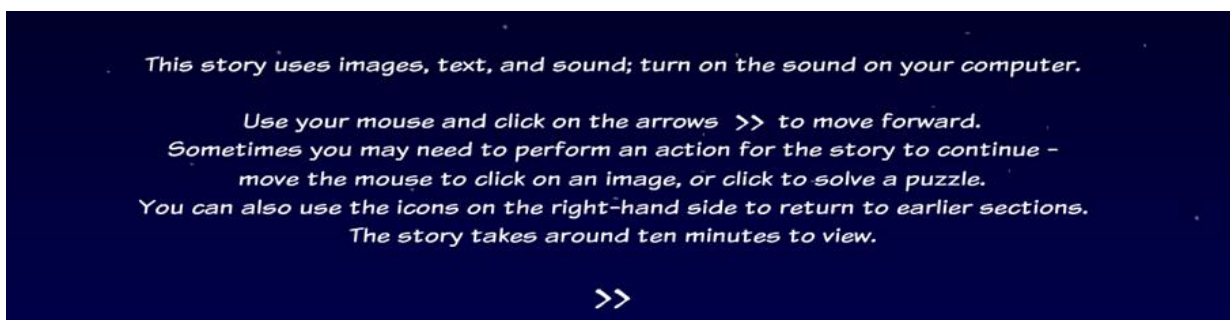 This story uses images, text, and sound; turn on the sound on your computer.
Use your mouse and click on the arrows >> to move forward.
Sometimes you may need to perform an action for the story to continue -
move the mouse to click on an image, or click to solve a puzzle.
You can also use the icons on the right-hand side to return to earlier sections.
The story takes around ten minutes to view.
>>